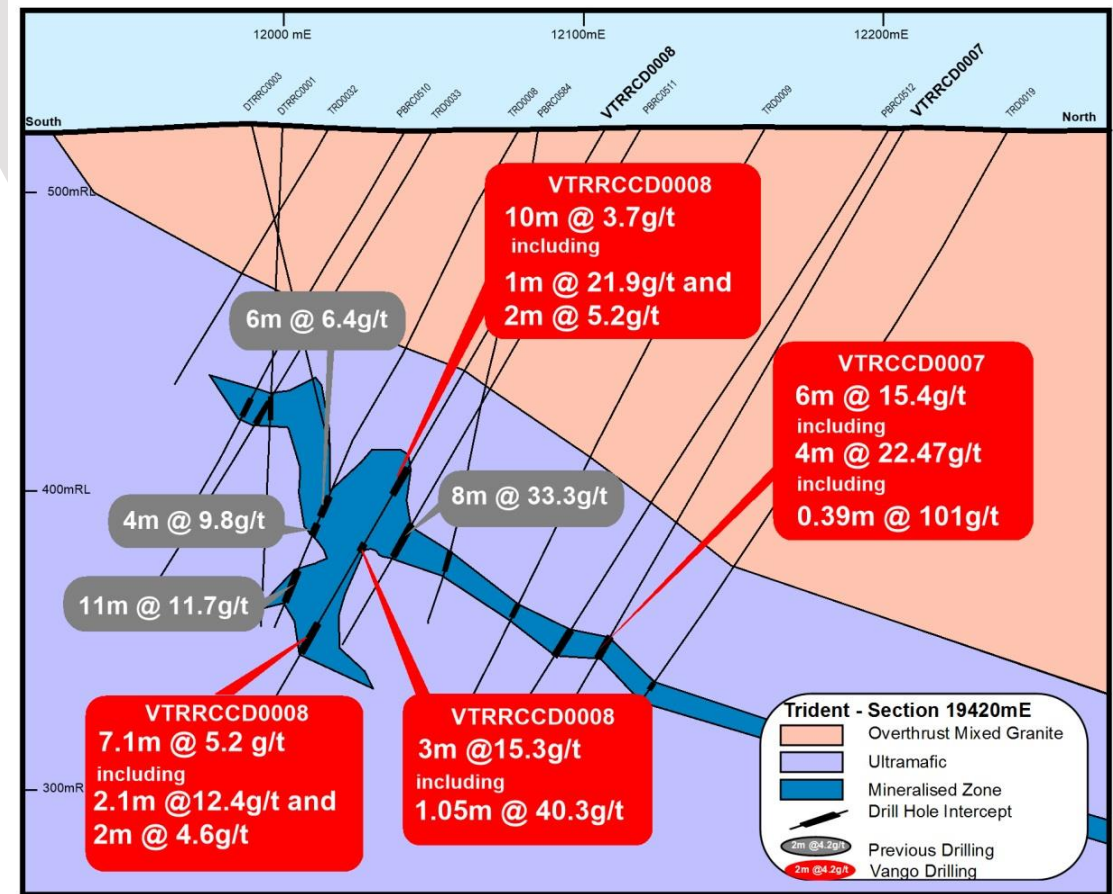 12000 mE
12100mE
12200mE
DTRRC0003
DTRRC0001
TRD0032
PBRC0510
TRD0033
TRD0008
PBRC0584
VTRRCD0008
PBRC0511
TRD0009
PBRC0512
VTRRCD0007
TRD0019
South
North
500mRL
400mRL
300mRL
VTRRCCD0008
10m @ 3.7g/t
including
1m @ 21.9g/t and
2m @ 5.2g/t
6m @ 6.4g/t
VTRCCD0007
6m @ 15.4g/t
including
4m @ 22.47g/t
including
0.39m @ 101g/t
8m @ 33.3g/t
4m @ 9.8g/t
11m @ 11.7g/t
VTRRCCD0008
7.1m @ 5.2 g/t
including
2.1m @12.4g/t and
2m @ 4.6g/t
VTRRCCD0008
3m @15.3g/t
including
1.05m @ 40.3g/t
Trident - Section 19420mE
Overthrust Mixed Granite
Ultramafic
Mineralised Zone
Drill Hole Intercept
2m @4.2g/t
Previous Drilling
2m @4.2g/t
Vango Drilling